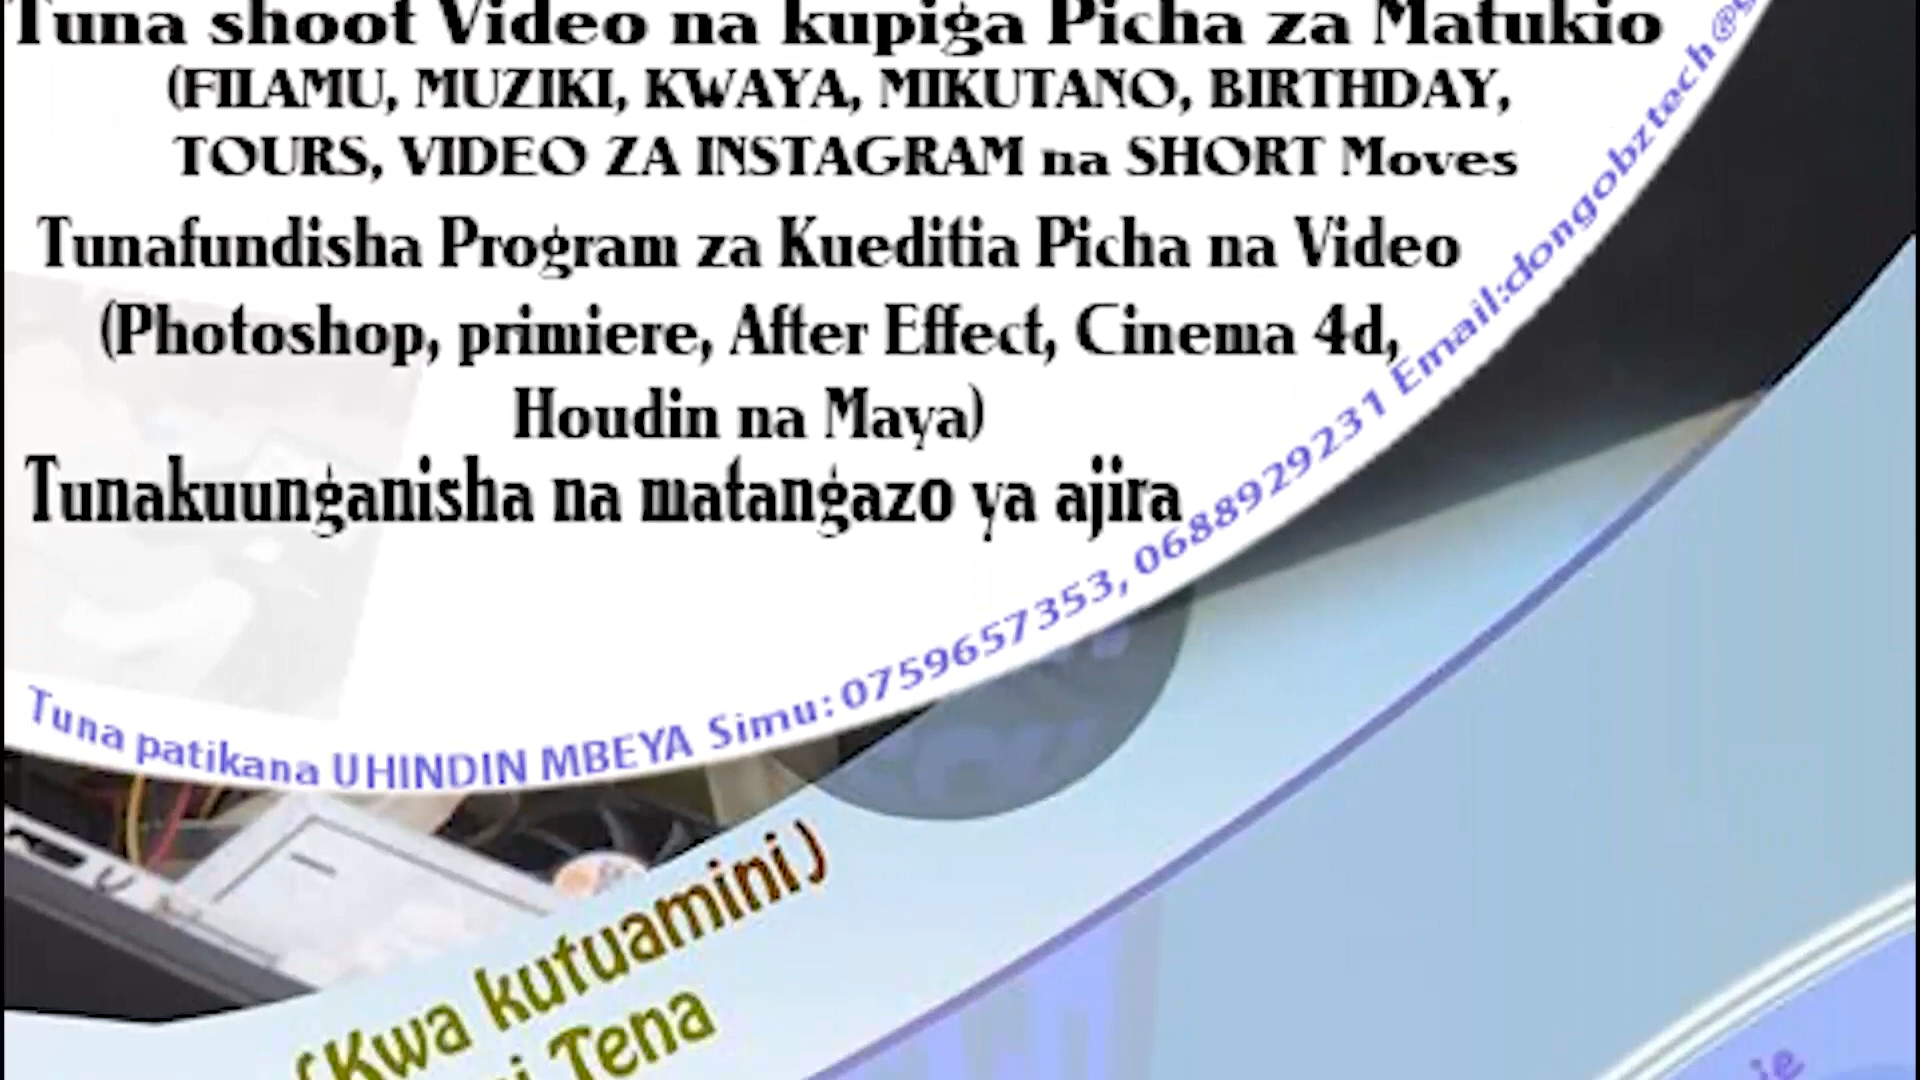 Tuna shoot Video na kupiga Picha za Matukio
(FILAMU, MUZIKI, KWAYA, MIKUTANO, BIRTHDAY,
TOURS, VIDEO ZA INSTAGRAM na SHORT Moves
Tunafundisha Program za Kueditia Picha na Video
(Photoshop, primiere, After Effect, Cinema 4d,
Houdin na Maya)
Tunakuunganisha na matangazo ya ajira
Tuna patikana UHINDIN MBEYA Simu: 0759657353, 0688929231 Email:dongobztech@g
(Kwa kutuamini)
Tena